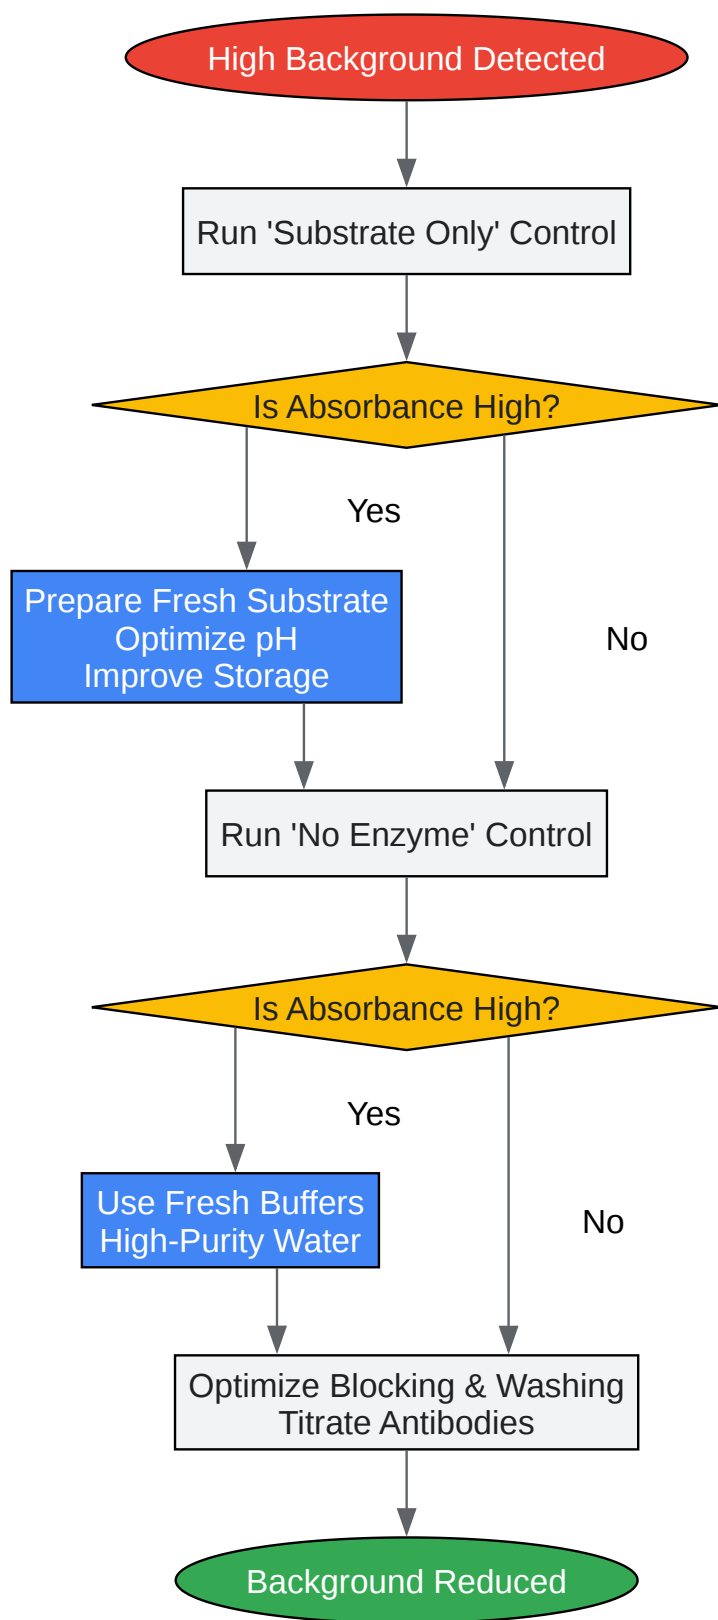 High Background Detected
Run 'Substrate Only' Control
Is Absorbance High?
Yes
Prepare Fresh Substrate
Optimize pH
Improve Storage
No
Run 'No Enzyme' Control
Is Absorbance High?
Yes
Use Fresh Buffers
High-Purity Water
No
Optimize Blocking & Washing
Titrate Antibodies
Background Reduced